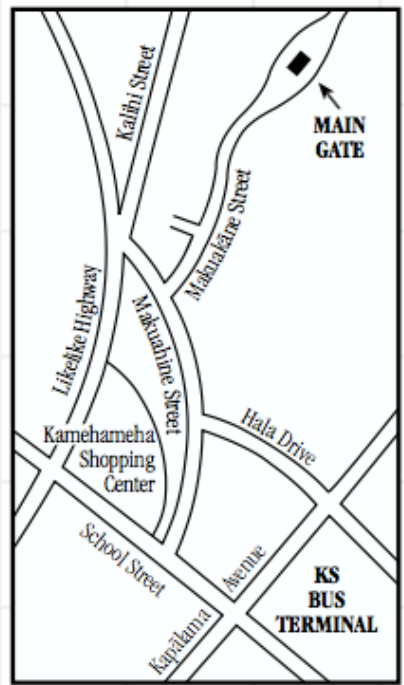 Kalihi Street
MAIN
GATE
Makuakāne Street
Likelike Highway
Makuahine Street
Hala Drive
Kamehameha
Shopping
Center
School Street
Kapālama
Avenue
KS
BUS
TERMINAL